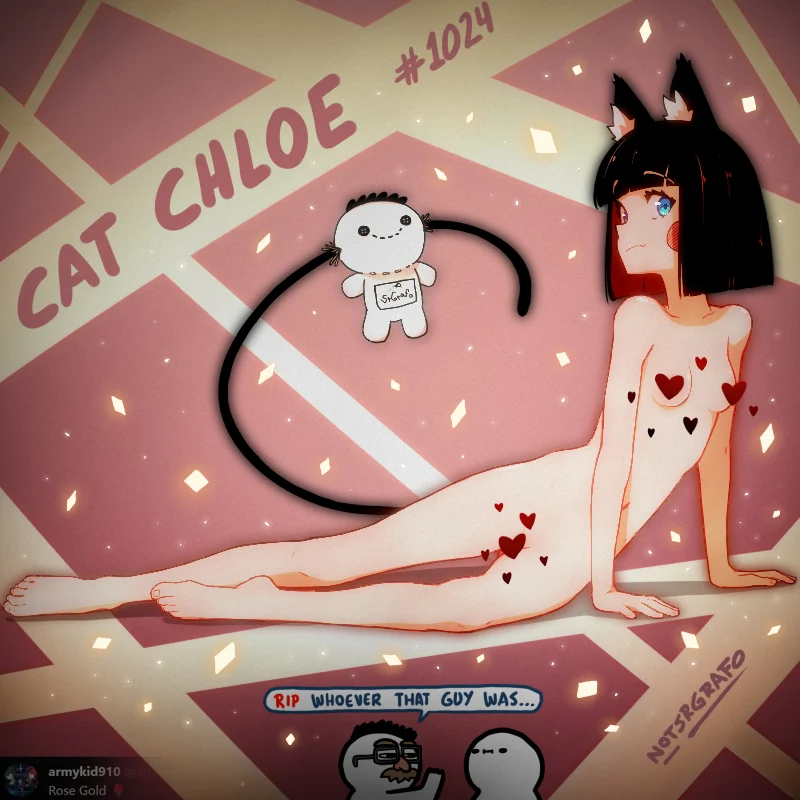 CAT CHLOE #1024
SrGrafo
RIP WHOEVER THAT GUY WAS...
NOTSRGRAFO
armykid910
Rose Gold